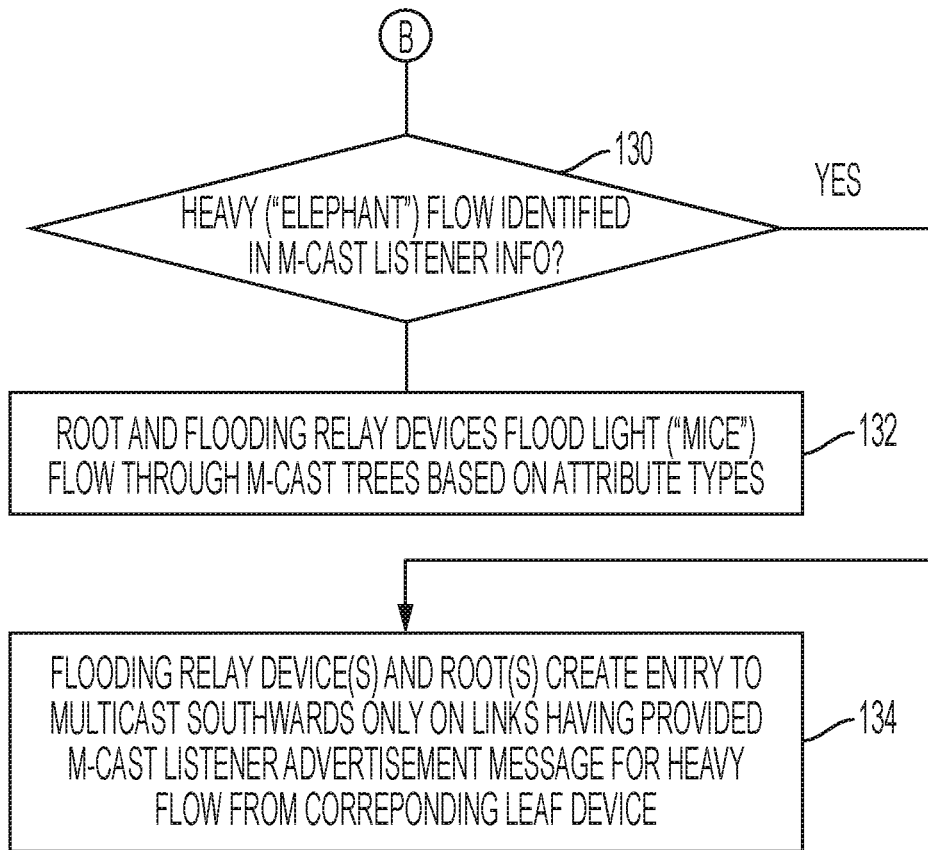 B
130
YES
HEAVY ("ELEPHANT") FLOW IDENTIFIED
IN M-CAST LISTENER INFO?
ROOT AND FLOODING RELAY DEVICES FLOOD LIGHT ("MICE")
FLOW THROUGH M-CAST TREES BASED ON ATTRIBUTE TYPES
132
FLOODING RELAY DEVICE(S) AND ROOT(S) CREATE ENTRY TO
MULTICAST SOUTHWARDS ONLY ON LINKS HAVING PROVIDED
M-CAST LISTENER ADVERTISEMENT MESSAGE FOR HEAVY
FLOW FROM CORREPONDING LEAF DEVICE
134